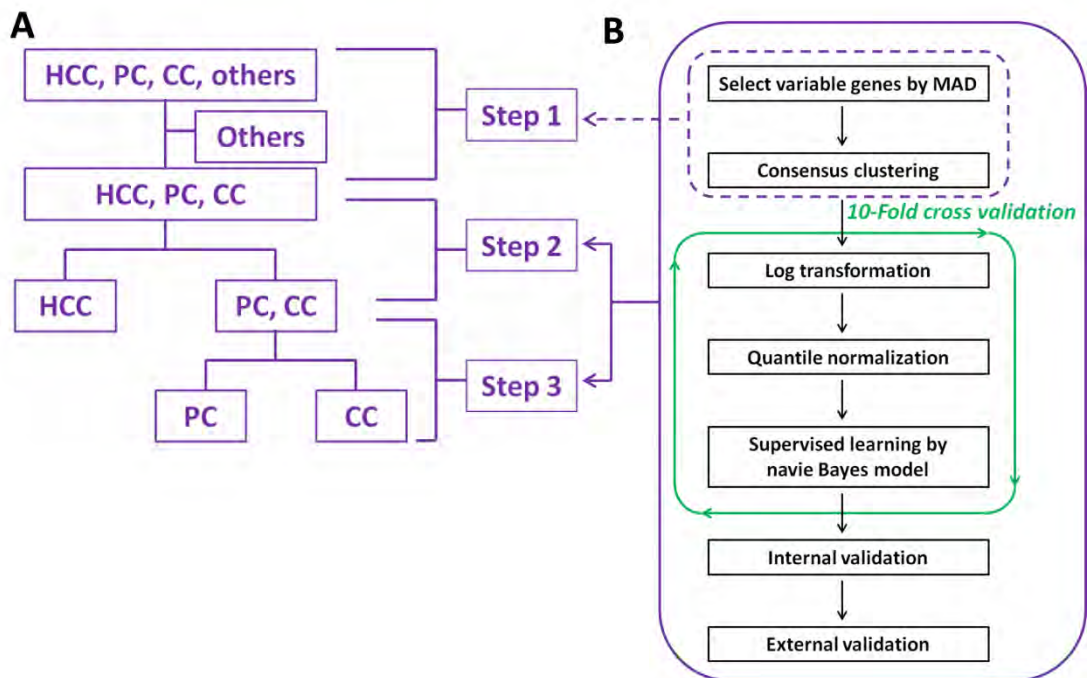 A
HCC, PC, CC, others
Others
HCC, PC, CC
HCC
PC, CC
PC
CC
Step 1
Step 2
Step 3
B
Select variable genes by MAD
Consensus clustering
10-Fold cross validation
Log transformation
Quantile normalization
Supervised learning by
navie Bayes model
Internal validation
External validation